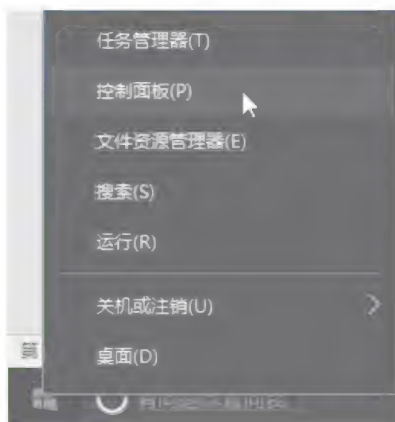 任务管理器(T)
控制面板(P)
文件资源管理器(E)
搜索(S)
运行(R)
关机或注销(U)
桌面(D)